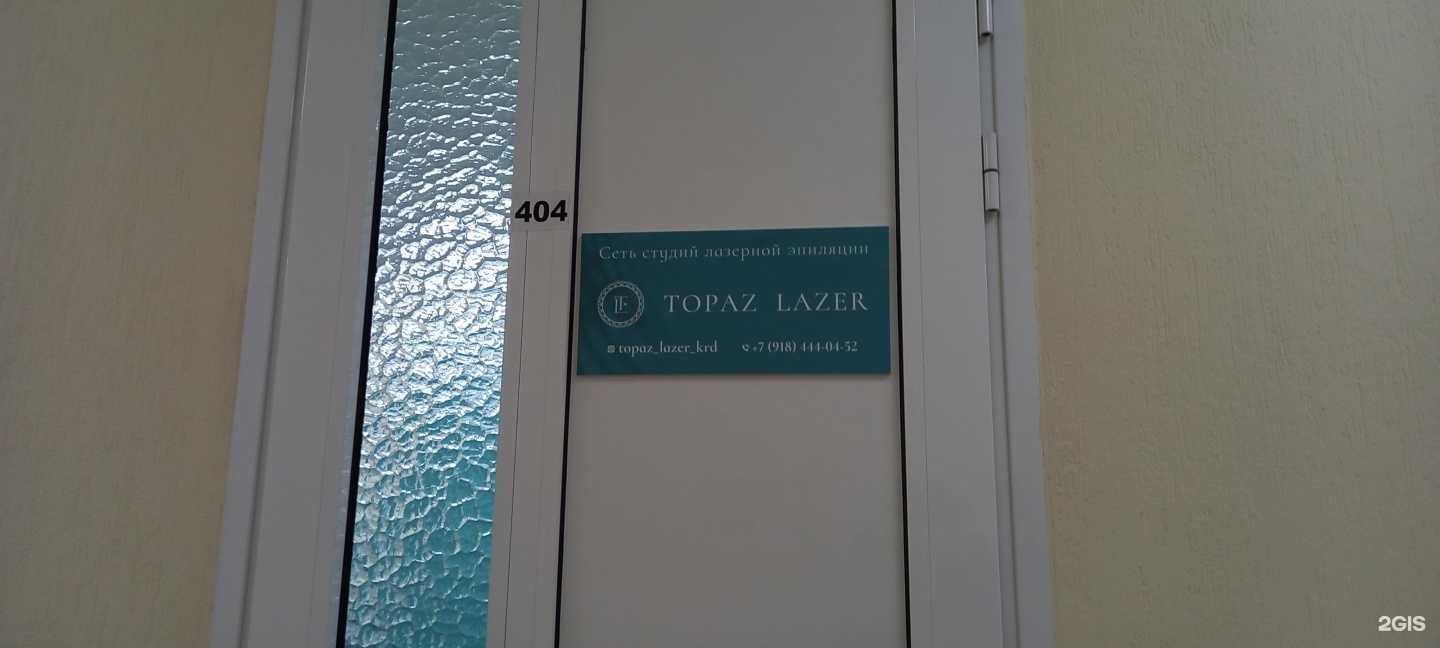 404
Сеть студий лазерной эпиляции
TOPAZ LAZER
topaz_lazer_krd +7 (918) 444-04-52
2GIS